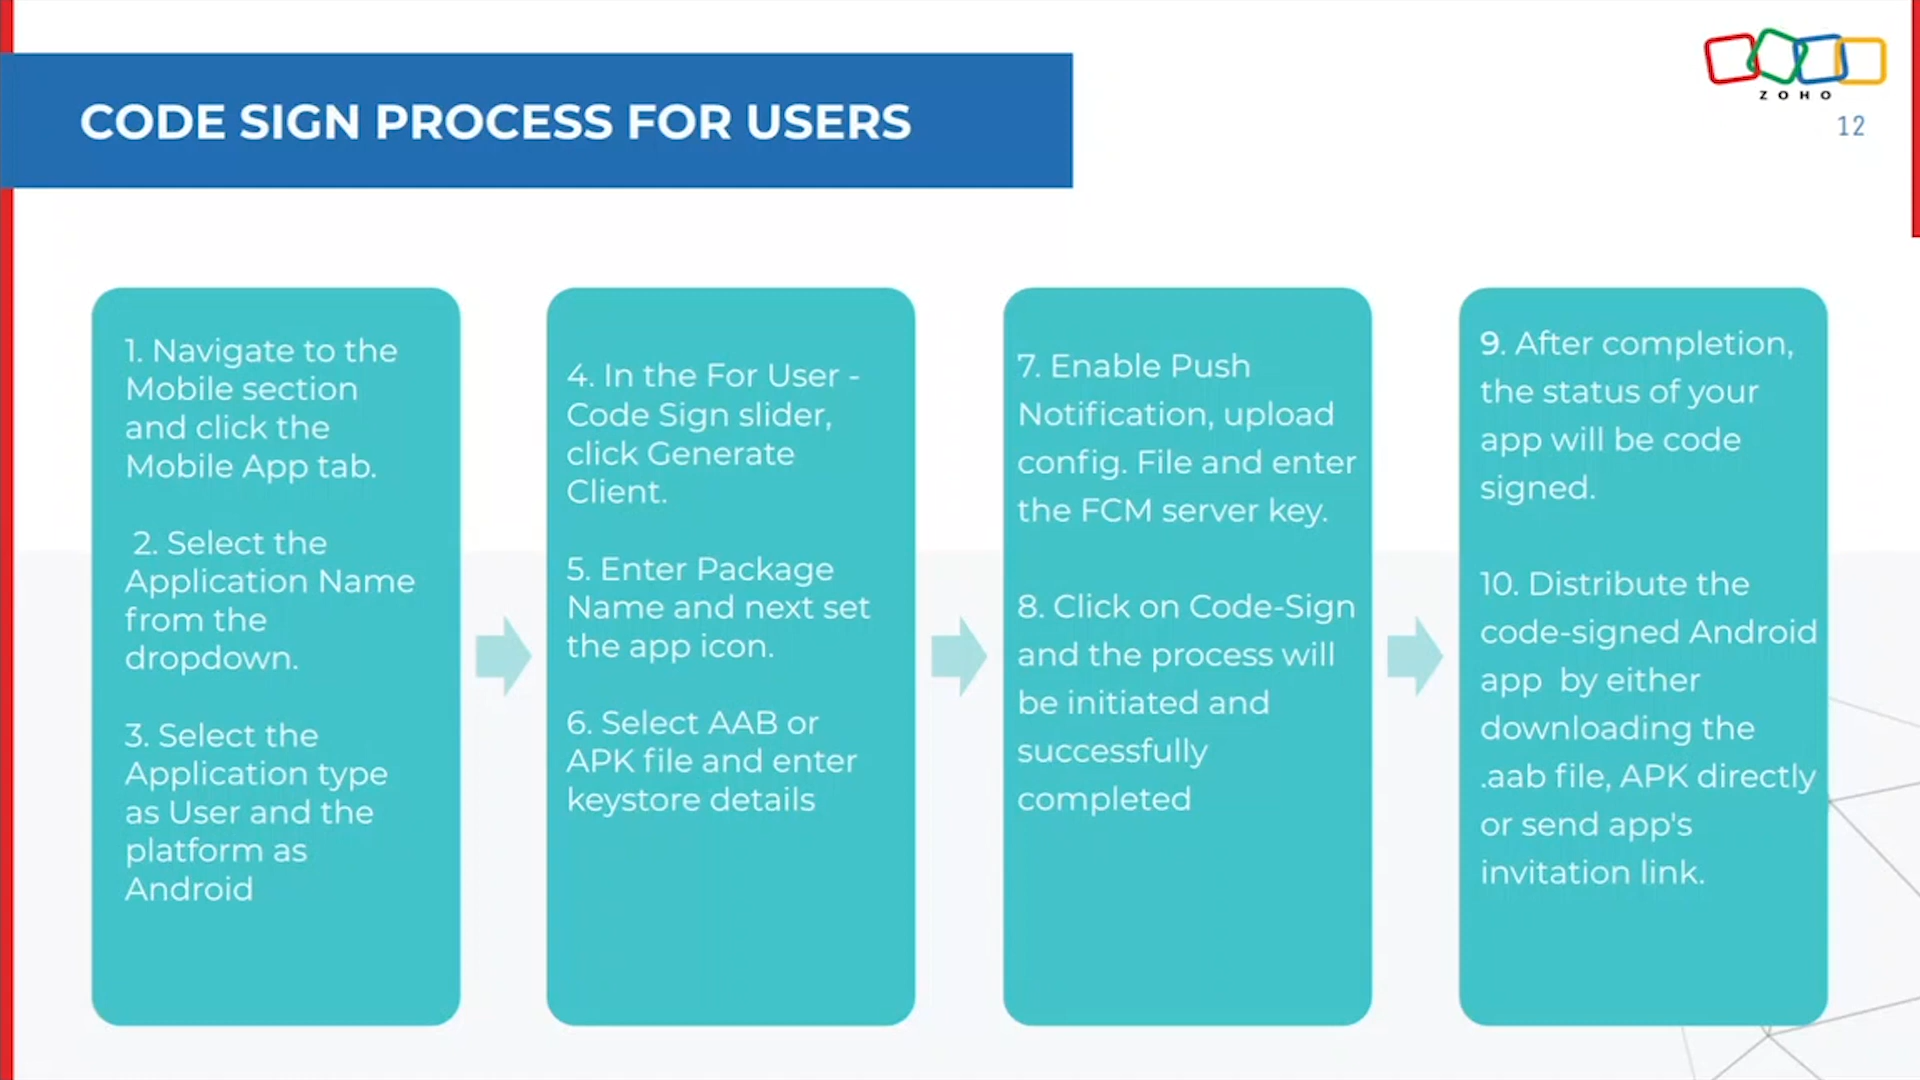 ZOHO
12
CODE SIGN PROCESS FOR USERS
1. Navigate to the
Mobile section
and click the
Mobile App tab.
2. Select the
Application Name
from the
dropdown.
3. Select the
Application type
as User and the
platform as
Android
4. In the For User -
Code Sign slider,
click Generate
Client.
5. Enter Package
Name and next set
the app icon.
6. Select AAB or
APK file and enter
keystore details
7. Enable Push
Notification, upload
config. File and enter
the FCM server key.
8. Click on Code-Sign
and the process will
be initiated and
successfully
completed
9. After completion,
the status of your
app will be code
signed.
10. Distribute the
code-signed Android
app  by either
downloading the
.aab file, APK directly
or send app's
invitation link.